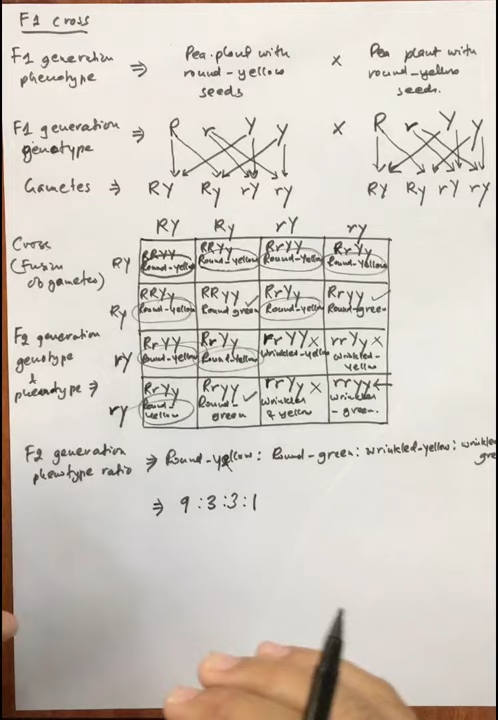 F1 cross
F1 generation phenotype ⇒ Pea plant with round-yellow seeds × Pea plant with round-yellow seeds.
F1 generation genotype ⇒ R r Y y × R r Y y
Gametes ⇒ RY Ry rY ry RY Ry rY ry
RY Ry rY ry
Cross (Fusion of gametes)
RY RRYY Round-yellow RRYy Round-yellow RrYY Round-yellow RrYy Round-yellow
Ry RRYy Round-yellow RRyy Round green ✓ RrYy Round-yellow Rryy ✓ Round-green
F2 generation genotype & phenotype ⇒
rY RrYY Round-yellow RrYy Round-yellow rrYY × Wrinkled-yellow rrYy × Wrinkled-yellow
ry RrYy Round-yellow Rryy ✓ Round-green rrYy × Wrinkled & yellow rryy ← Wrinkled-green.
F2 generation phenotype ratio ⇒ Round-yellow : Round-green : wrinkled-yellow : wrinkled gre
⇒ 9:3:3:1